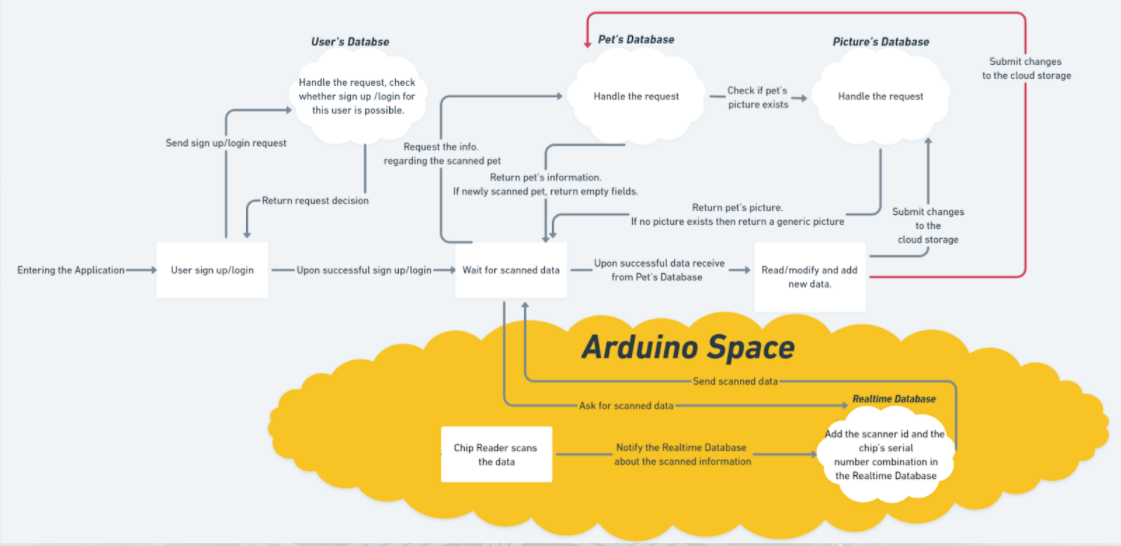 User's Databse
Pet's Database
Picture's Database
Submit changes
to the cloud storage
Handle the request, check
whether sign up /login for
this user is possible.
Handle the request
Check if pet's
picture exists
Handle the request
Send sign up/login request
Request the info.
regarding the scanned pet
Return pet's information.
If newly scanned pet, return empty fields.
Return request decision
Return pet's picture.
If no picture exists then return a generic picture
Submit changes
to the
cloud storage
Entering the Application
User sign up/login
Upon successful sign up/login
Wait for scanned data
Upon successful data receive
from Pet's Database
Read/modify and add
new data.
Arduino Space
Send scanned data
Ask for scanned data
Realtime Database
Chip Reader scans
the data
Notify the Realtime Database
about the scanned information
Add the scanner id and the
chip's serial
number combination in
the Realtime Database